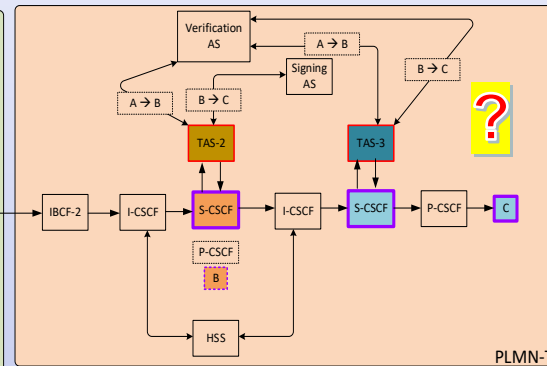 Verification
AS
A → B
Signing
AS
B → C
A → B
B → C
?
TAS-2
TAS-3
IBCF-2
I-CSCF
S-CSCF
I-CSCF
S-CSCF
P-CSCF
C
P-CSCF
B
HSS
PLMN-T